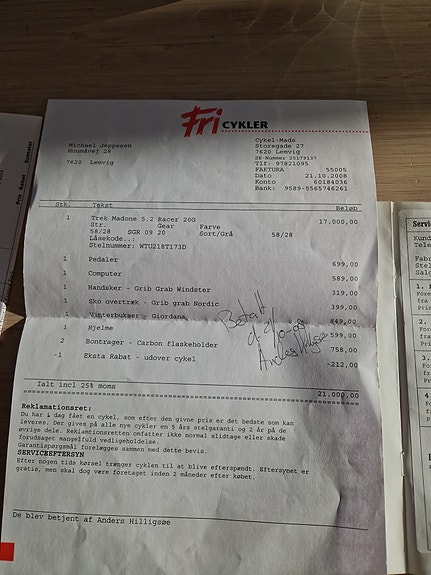 Fri CYKLER
Michael Jeppesen
Houmåvej 28
7620 Lemvig
Cykel-Mads
Storegade 27
7620 Lemvig
SE-Nummer 25179137
Tlf: 97821095
FAKTURA 55005
Dato 21.10.2008
Konto 60184036
Bank: 9589-5565746261
Stk. Tekst Beløb
1 Trek Madone 5.2 Racer 20G 17.000,00
Str. Gear Farve
58/28 SGR 09 20 Sort/Grå 58/28
Låsekode..:
Stelnummer: WTU218T173D
1 Pedaler 699,00
1 Computer 589,00
1 Handsker - Grib Grab Windster 319,00
1 Sko overtræk - Grib grab Nordic 399,00
1 Vinterbukser - Giordana 849,00
1 Hjelme 599,00
2 Bontrager - Carbon flaskeholder 758,00
-1 Eksta Rabat - udover cykel -212,00
Betalt
Anders
Ialt incl 25% moms 21.000,00
Reklamationsret:
Du har i dag fået en cykel, som efter den givne pris er det bedste som kan
leveres. Der gives på alle nye cykler en 5 års stelgaranti og 2 år på de
øvrige dele. Reklamationsretten omfatter ikke normal slidtage eller skade
forudsaget mangelfuld vedligeholdelse.
Garantispørgsmål forelægges sammen med dette bevis.
SERVICEEFTERSYN
Efter nogen tids kørsel trænger cyklen til at blive efterspændt. Eftersynet er
gratis, men skal dog være foretaget inden 2 måneder efter købet.
De blev betjent af Anders Hilligsøe